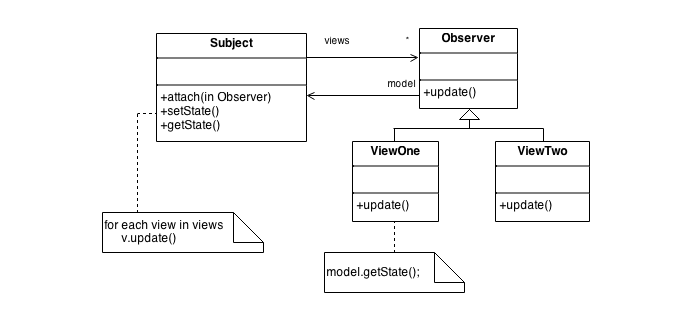 Subject
views
*
Observer
model
+attach(in Observer)
+setState()
+getState()
+update()
ViewOne
ViewTwo
+update()
+update()
for each view in views
v.update()
model.getState();